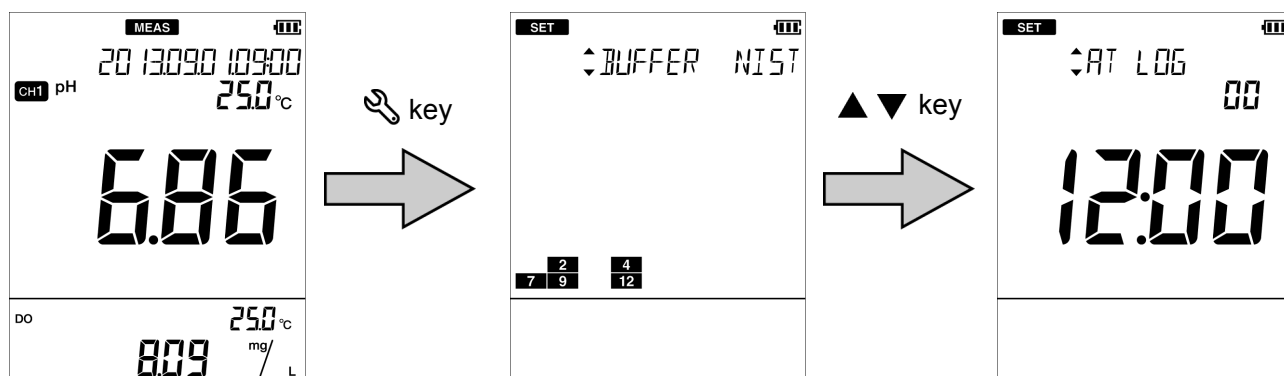 MEAS
2013.09.01.09:00
CH1 pH
25.0 °C
6.86
DO
25.0 °C
8.09 mg/L
key
SET
BUFFER NIST
2 4
7 9 12
key
SET
AT LOG
00
12:00